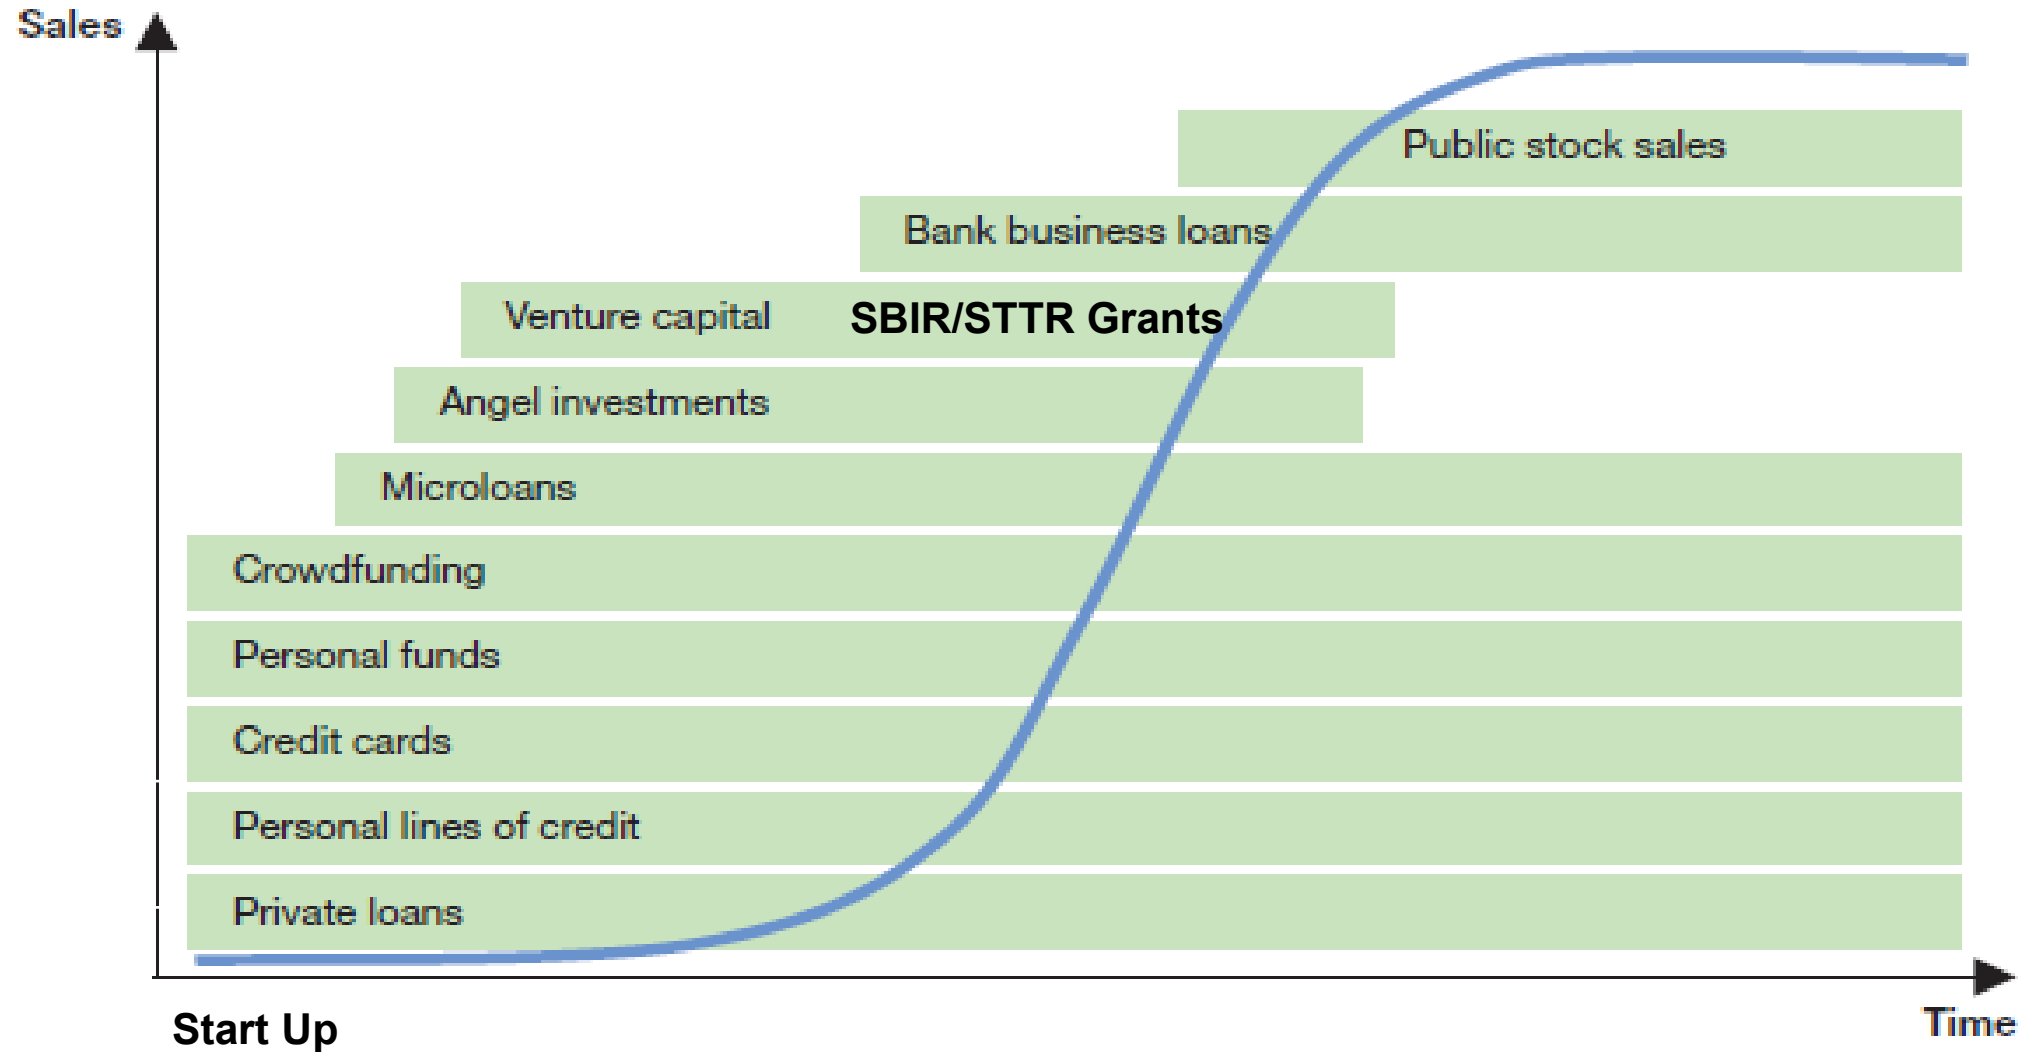 Sales
Public stock sales
Bank business loans
Venture capital SBIR/STTR Grants
Angel investments
Microloans
Crowdfunding
Personal funds
Credit cards
Personal lines of credit
Private loans
Start Up
Time